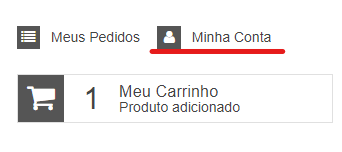 Meus Pedidos Minha Conta
1 Meu Carrinho
Produto adicionado